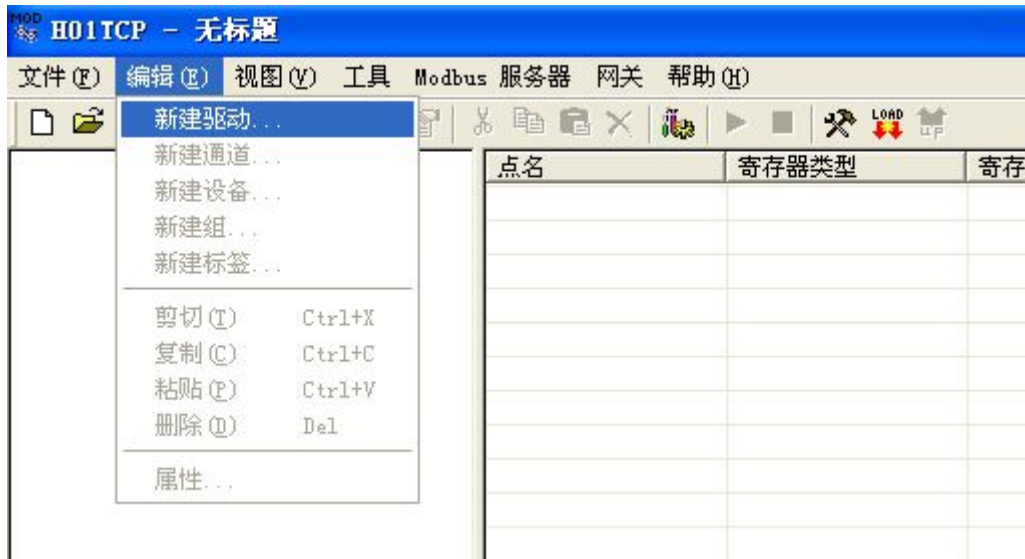 MOD
H01TCP - 无标题
文件(F) 编辑(E) 视图(V) 工具 Modbus 服务器 网关 帮助(H)
LOAD
UP
新建驱动...
新建通道...
新建设备...
新建组...
新建标签...
剪切(T) Ctrl+X
复制(C) Ctrl+C
粘贴(P) Ctrl+V
删除(D) Del
属性...
点名 寄存器类型 寄存